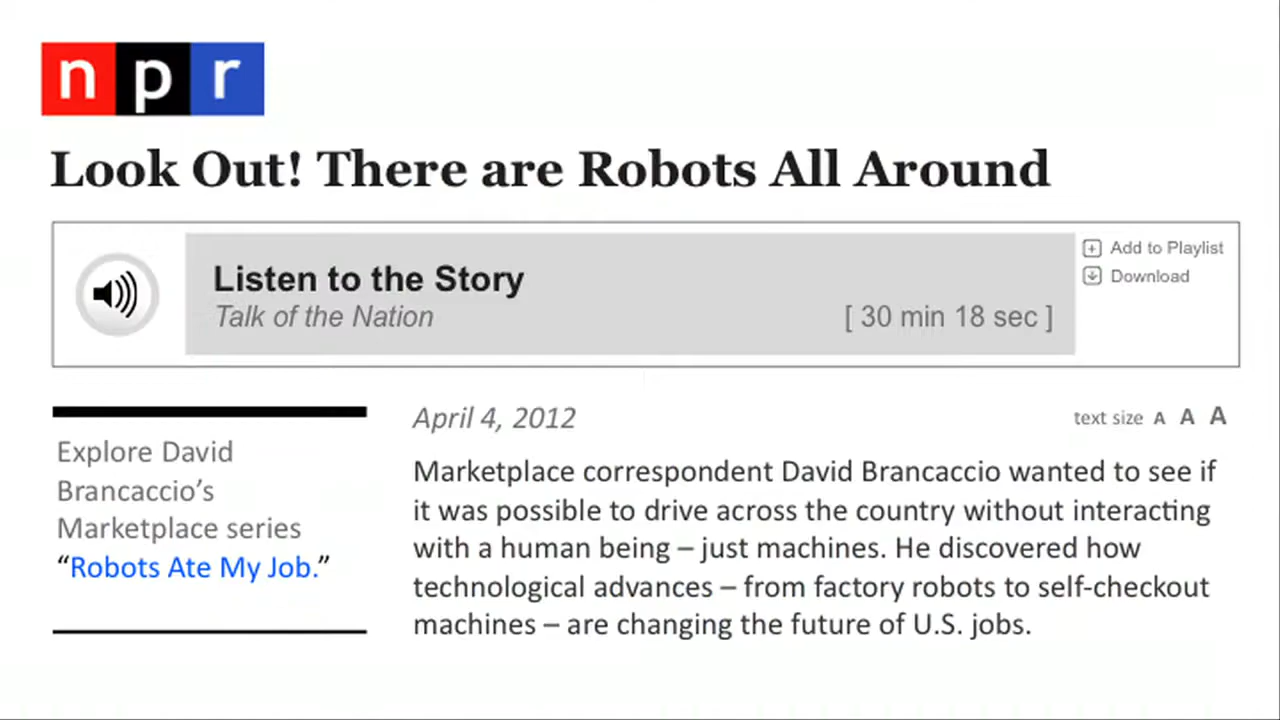 npr
Look Out! There are Robots All Around
Listen to the Story
Talk of the Nation
[ 30 min 18 sec ]
Add to Playlist
Download
Explore David
Brancaccio’s
Marketplace series
“Robots Ate My Job.”
April 4, 2012
text size A A A
Marketplace correspondent David Brancaccio wanted to see if
it was possible to drive across the country without interacting
with a human being – just machines. He discovered how
technological advances – from factory robots to self-checkout
machines – are changing the future of U.S. jobs.